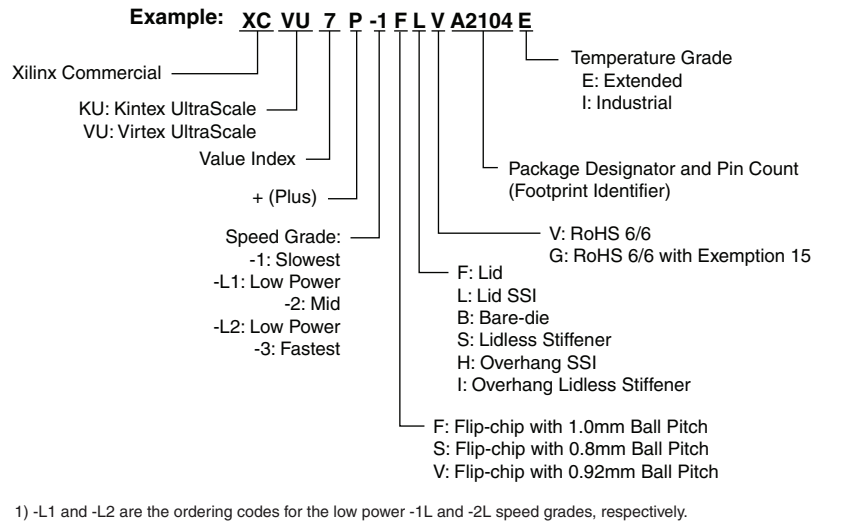 Example: XC VU 7 P -1 F L V A2104 E
Temperature Grade
E: Extended
I: Industrial
Xilinx Commercial
KU: Kintex UltraScale
VU: Virtex UltraScale
Value Index
Package Designator and Pin Count
(Footprint Identifier)
+ (Plus)
Speed Grade:
-1: Slowest
-L1: Low Power
-2: Mid
-L2: Low Power
-3: Fastest
V: RoHS 6/6
G: RoHS 6/6 with Exemption 15
F: Lid
L: Lid SSI
B: Bare-die
S: Lidless Stiffener
H: Overhang SSI
I: Overhang Lidless Stiffener
F: Flip-chip with 1.0mm Ball Pitch
S: Flip-chip with 0.8mm Ball Pitch
V: Flip-chip with 0.92mm Ball Pitch
1) -L1 and -L2 are the ordering codes for the low power -1L and -2L speed grades, respectively.